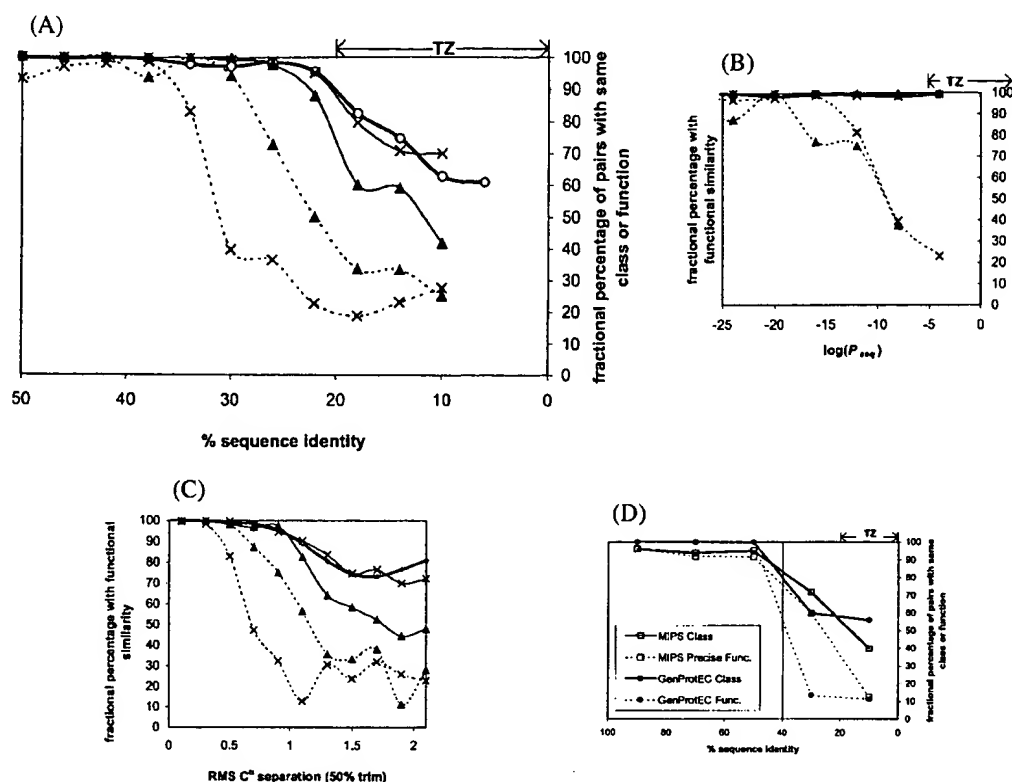 (A)
TZ
100
90
80
70
60
50
40
30
20
10
0
fractional percentage of pairs with same
class or function
50 40 30 20 10 0
% sequence identity
(B)
TZ
100
90
80
70
60
50
40
30
20
10
0
fractional percentage with
functional similarity
-25 -20 -15 -10 -5 0
log(P seq)
(C)
100
90
80
70
60
50
40
30
20
10
0
fractional percentage with functional
similarity
0 0.5 1 1.5 2
RMS Cα separation (50% trim)
(D)
TZ
100
90
80
70
60
50
40
30
20
10
0
fractional percentage of pairs with same
class or function
MIPS Class
MIPS Precise Func.
GenProtEC Class
GenProtEC Func.
100 80 60 40 20 0
% sequence identity